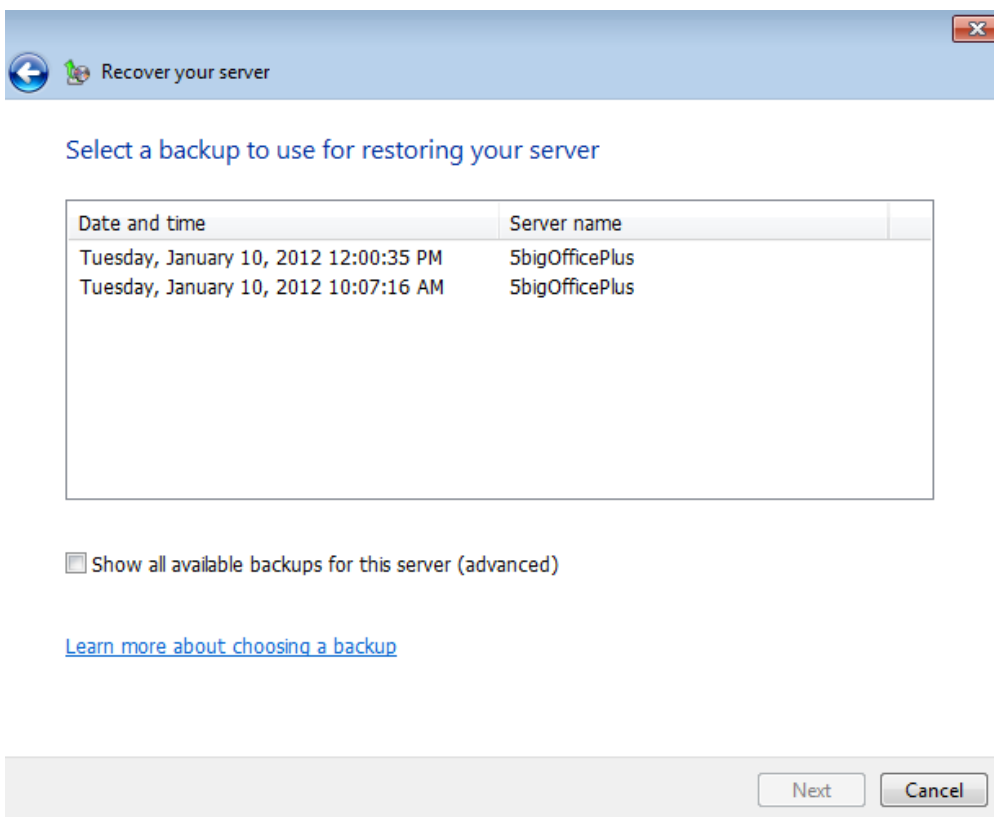 Recover your server
Select a backup to use for restoring your server
Date and time Server name
Tuesday, January 10, 2012 12:00:35 PM 5bigOfficePlus
Tuesday, January 10, 2012 10:07:16 AM 5bigOfficePlus
Show all available backups for this server (advanced)
Learn more about choosing a backup
Next Cancel